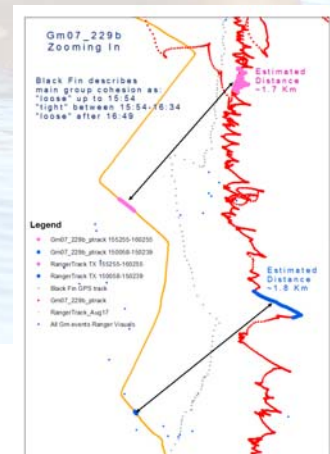 Gm07_229b
Zooming In
Black Fin describes
main group cohesion as:
"loose" up to 15:54
"tight" between 15:54-16:34
"loose" after 16:49
Estimated
Distance
~1.7 Km
Legend
Gm07_229b_ptrack 155255-160255
Gm07_229b_ptrack 150058-150239
RangerTrack TX 155255-160255
RangerTrack TX 150058-150239
Black Fin GPS track
Gm07_229b_ptrack
RangerTrack_Aug17
All Gm events Ranger Visuals
Estimated
Distance
~1.8 Km